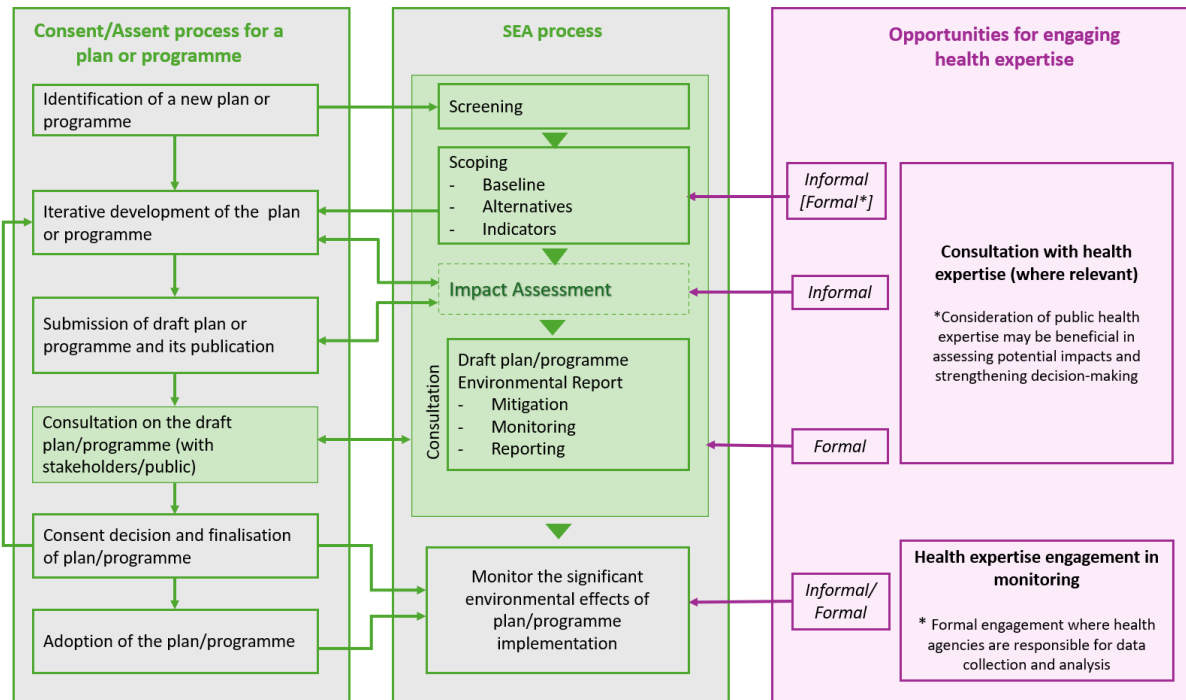 Consent/Assent process for a
plan or programme
Identification of a new plan or
programme
Iterative development of the plan
or programme
Submission of draft plan or
programme and its publication
Consultation on the draft
plan/programme (with
stakeholders/public)
Consent decision and finalisation
of plan/programme
Adoption of the plan/programme
SEA process
Screening
Scoping
- Baseline
- Alternatives
- Indicators
Impact Assessment
Consultation
Draft plan/programme
Environmental Report
- Mitigation
- Monitoring
- Reporting
Monitor the significant
environmental effects of
plan/programme
implementation
Opportunities for engaging
health expertise
Informal
[Formal*]
Informal
Formal
Informal/
Formal
Consultation with health
expertise (where relevant)
*Consideration of public health
expertise may be beneficial in
assessing potential impacts and
strengthening decision-making
Health expertise engagement in
monitoring
* Formal engagement where health
agencies are responsible for data
collection and analysis